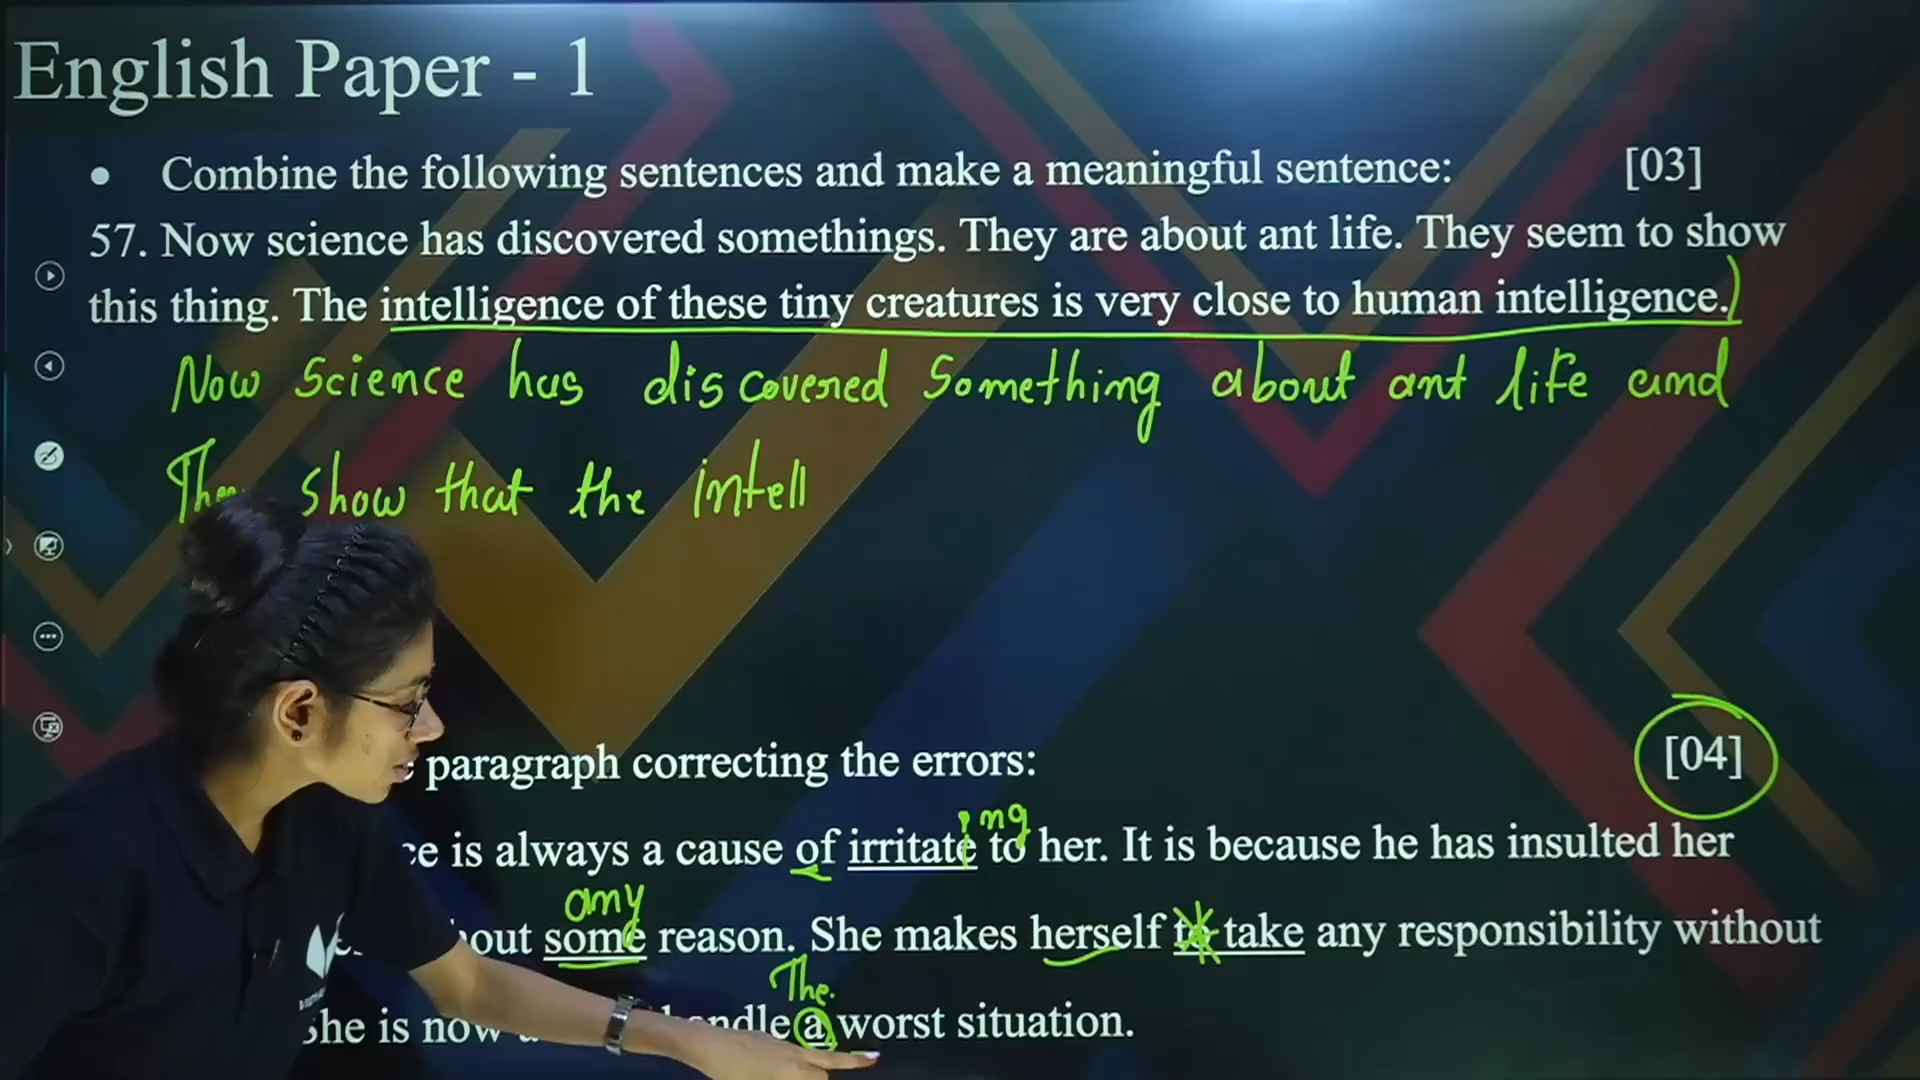 English Paper - 1
• Combine the following sentences and make a meaningful sentence: [03]
57. Now science has discovered somethings. They are about ant life. They seem to show
this thing. The intelligence of these tiny creatures is very close to human intelligence.
Now Science has discovered Something about ant life and
show that the intell
paragraph correcting the errors: [04]
ing
is always a cause of irritate to her. It is because he has insulted her
any
some reason. She makes herself to take any responsibility without
The.
She is now handle a worst situation.